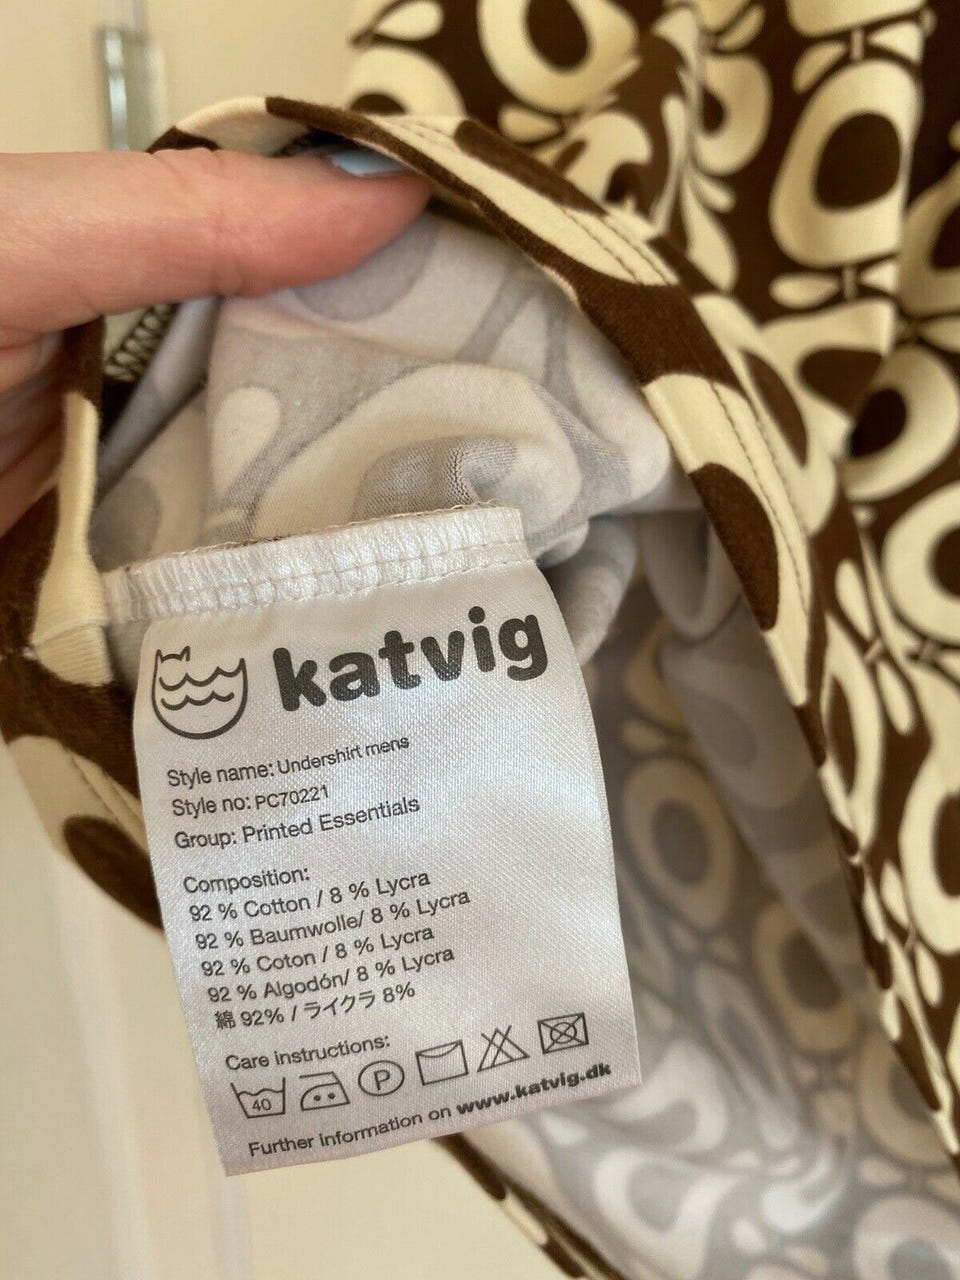 katvig
Style name: Undershirt mens
Style no: PC70221
Group: Printed Essentials
Composition:
92 % Cotton / 8 % Lycra
92 % Baumwolle/ 8 % Lycra
92 % Coton / 8 % Lycra
92 % Algodón/ 8 % Lycra
綿 92% / ライクラ 8%
Care instructions:
40 P
Further information on www.katvig.dk